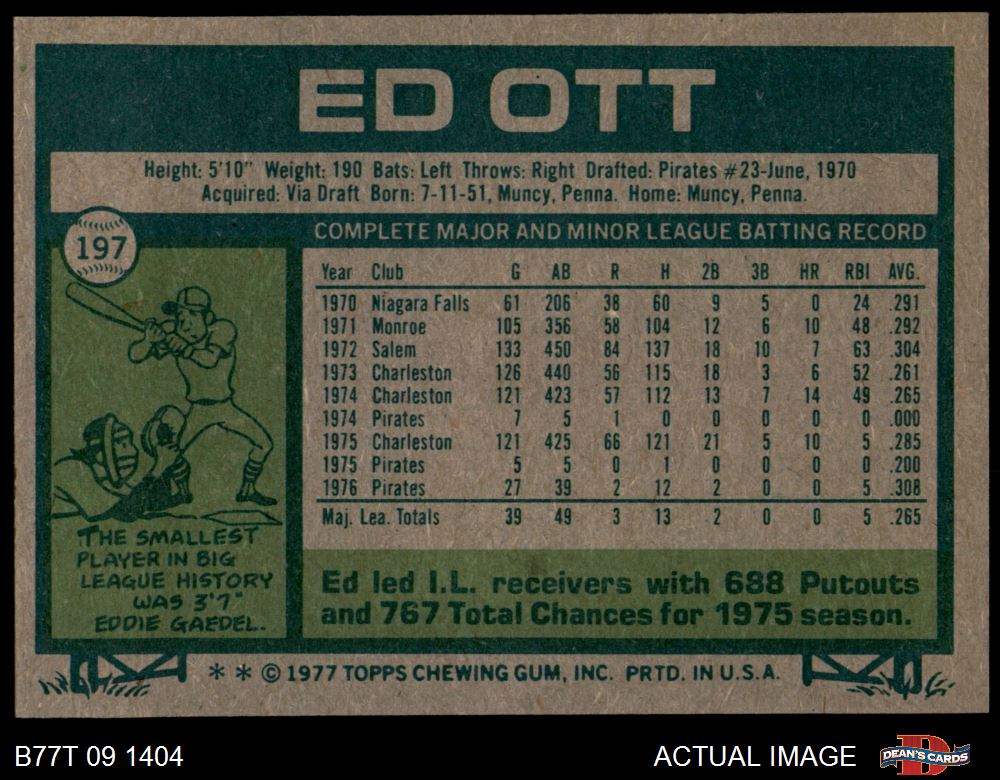 ED OTT
Height: 5'10" Weight: 190 Bats: Left Throws: Right Drafted: Pirates #23-June, 1970
Acquired: Via Draft Born: 7-11-51, Muncy, Penna. Home: Muncy, Penna.
197
COMPLETE MAJOR AND MINOR LEAGUE BATTING RECORD
Year Club G AB R H 2B 3B HR RBI AVG.
1970 Niagara Falls 61 206 38 60 9 5 0 24 .291
1971 Monroe 105 356 58 104 12 6 10 48 .292
1972 Salem 133 450 84 137 18 10 7 63 .304
1973 Charleston 126 440 56 115 18 3 6 52 .261
1974 Charleston 121 423 57 112 13 7 14 49 .265
1974 Pirates 7 5 1 0 0 0 0 0 .000
1975 Charleston 121 425 66 121 21 5 10 5 .285
1975 Pirates 5 5 0 1 0 0 0 0 .200
1976 Pirates 27 39 2 12 2 0 0 5 .308
Maj. Lea. Totals 39 49 3 13 2 0 0 5 .265
THE SMALLEST
PLAYER IN BIG
LEAGUE HISTORY
WAS 3'7"
EDDIE GAEDEL.
Ed led I.L. receivers with 688 Putouts
and 767 Total Chances for 1975 season.
* * © 1977 TOPPS CHEWING GUM, INC. PRTD. IN U.S.A.
B77T 09 1404
ACTUAL IMAGE
DEAN'S CARDS